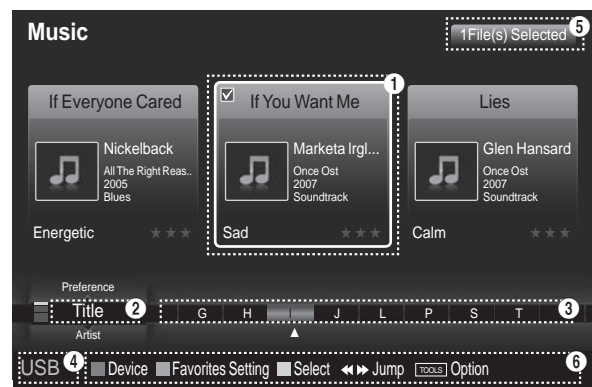 Music
1File(s) Selected
5
1
If Everyone Cared
If You Want Me
Lies
Nickelback
All The Right Reas..
2005
Blues
Marketa Irgl...
Once Ost
2007
Soundtrack
Glen Hansard
Once Ost
2007
Soundtrack
Energetic
Sad
Calm
Preference
Title
2
G H I J L P S T
3
Artist
USB
4
Device Favorites Setting Select Jump TOOLS Option
6